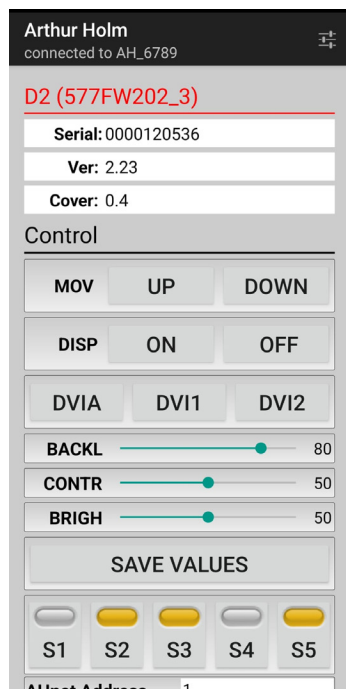 Arthur Holm
connected to AH_6789
D2 (577FW202_3)
Serial: 0000120536
Ver: 2.23
Cover: 0.4
Control
MOV UP DOWN
DISP ON OFF
DVIA DVI1 DVI2
BACKL 80
CONTR 50
BRIGH 50
SAVE VALUES
S1 S2 S3 S4 S5
AHnet Address 1